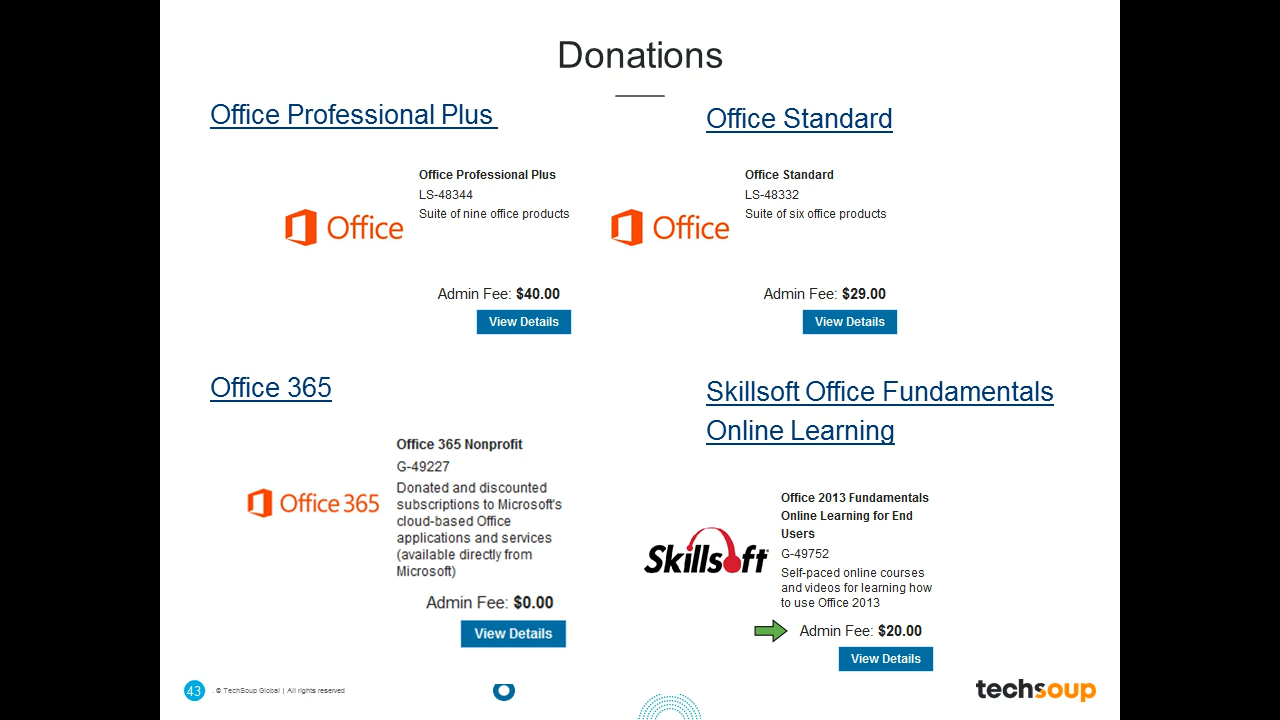 Donations
Office Professional Plus
Office Professional Plus
LS-48344
Suite of nine office products
Office
Admin Fee: $40.00
View Details
Office Standard
Office Standard
LS-48332
Suite of six office products
Office
Admin Fee: $29.00
View Details
Office 365
Office 365 Nonprofit
G-49227
Donated and discounted
subscriptions to Microsoft's
cloud-based Office
applications and services
(available directly from
Microsoft)
Office 365
Admin Fee: $0.00
View Details
Skillsoft Office Fundamentals
Online Learning
Office 2013 Fundamentals
Online Learning for End
Users
G-49752
Self-paced online courses
and videos for learning how
to use Office 2013
Skillsoft
Admin Fee: $20.00
View Details
43 . © TechSoup Global | All rights reserved
techsoup